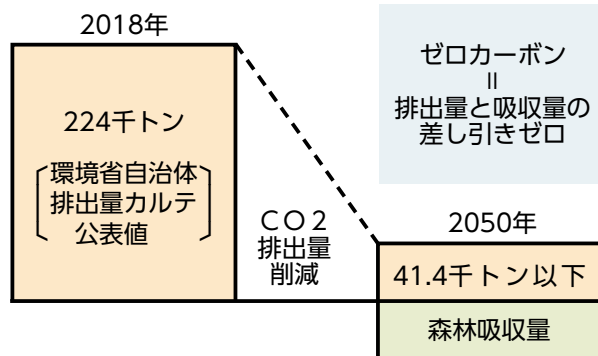 2018年
224千トン
環境省自治体
排出量カルテ
公表値
ＣＯ２
排出量
削減
ゼロカーボン
＝
排出量と吸収量の
差し引きゼロ
2050年
41.4千トン以下
森林吸収量